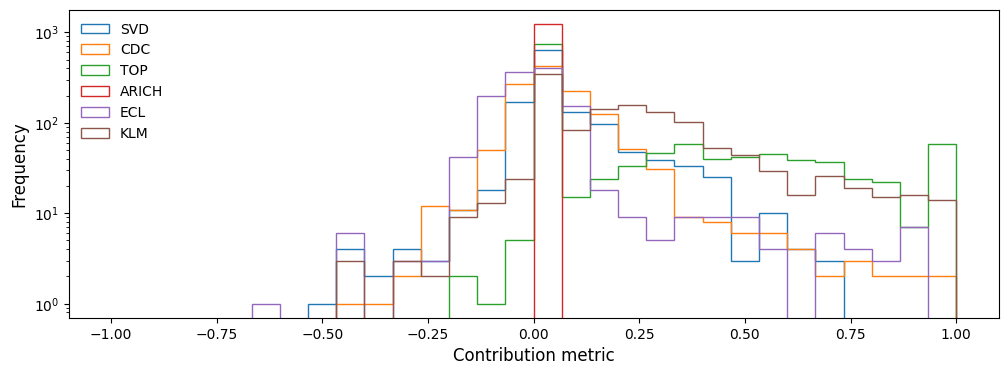 SVD
CDC
TOP
ARICH
ECL
KLM
Frequency
10³
10²
10¹
10⁰
−1.00 −0.75 −0.50 −0.25 0.00 0.25 0.50 0.75 1.00
Contribution metric